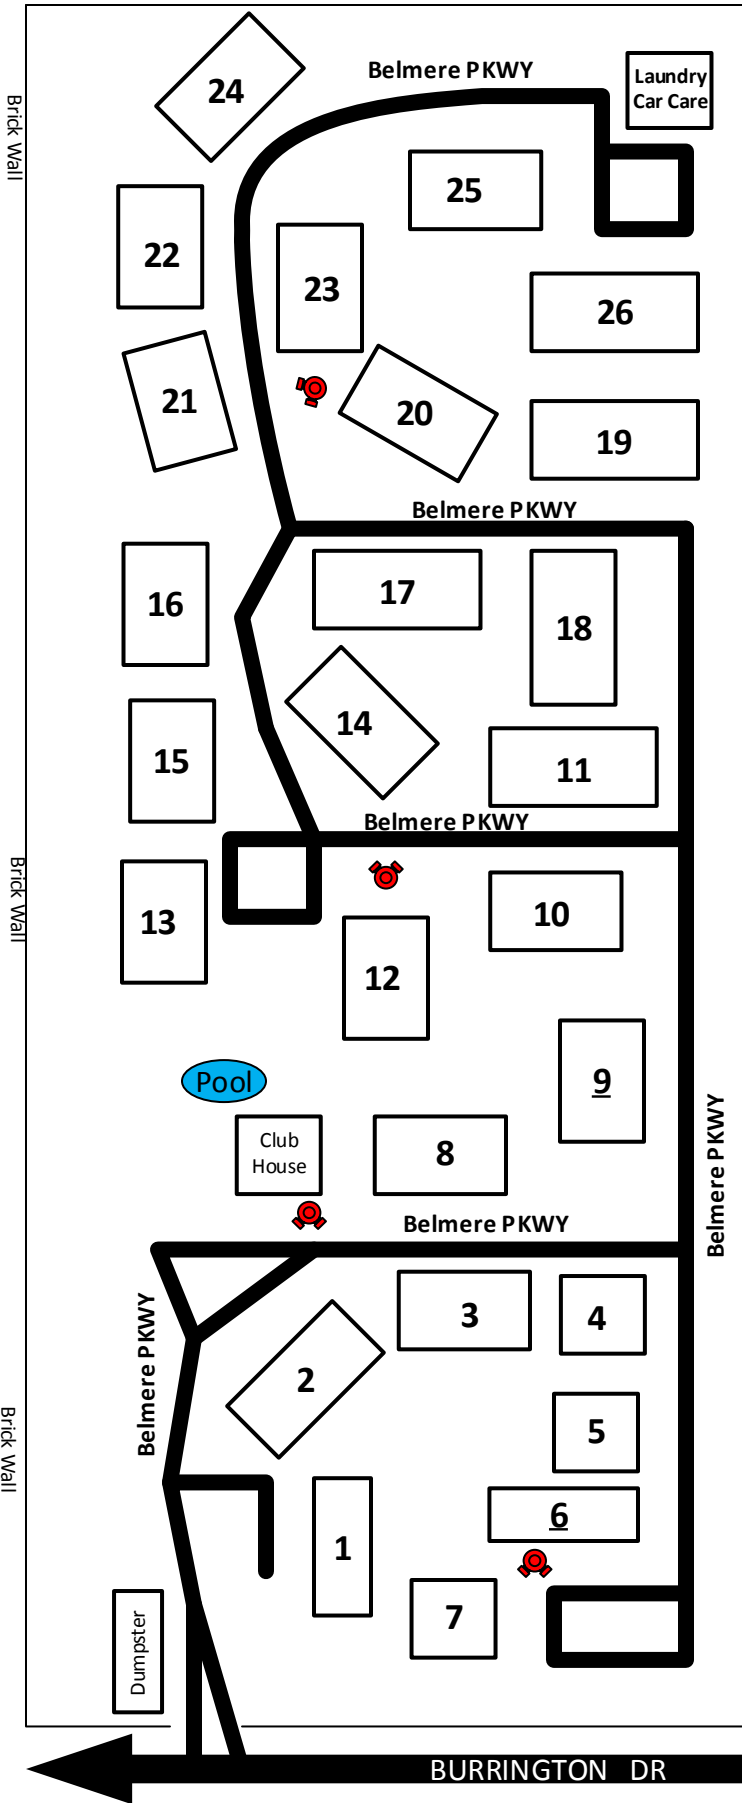 24
Belmere PKWY
Laundry
Car Care
Brick Wall
25
22
23
26
21
20
19
Belmere PKWY
16
17
18
14
15
11
Belmere PKWY
Brick Wall
13
10
12
Pool
9
Club
House
8
Belmere PKWY
Belmere PKWY
3
4
Belmere PKWY
2
5
Brick Wall
6
1
7
Dumpster
BURRINGTON DR